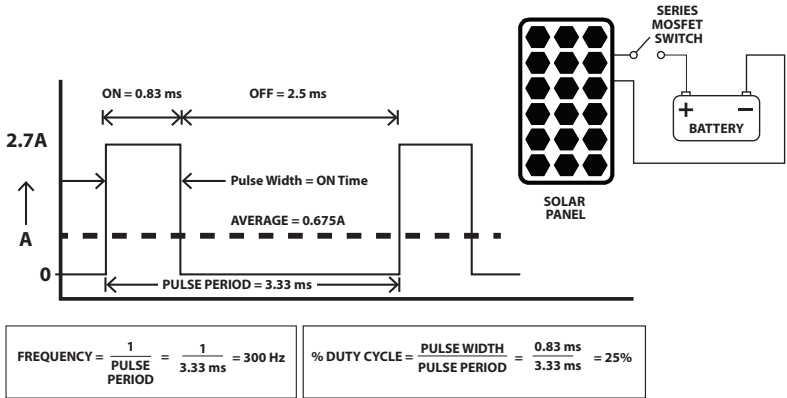 SERIES
MOSFET
SWITCH
ON = 0.83 ms
OFF = 2.5 ms
2.7A
+
−
BATTERY
Pulse Width = ON Time
SOLAR
PANEL
AVERAGE = 0.675A
A
0
PULSE PERIOD = 3.33 ms
FREQUENCY = 1 / PULSE PERIOD = 1 / 3.33 ms = 300 Hz
% DUTY CYCLE = PULSE WIDTH / PULSE PERIOD = 0.83 ms / 3.33 ms = 25%